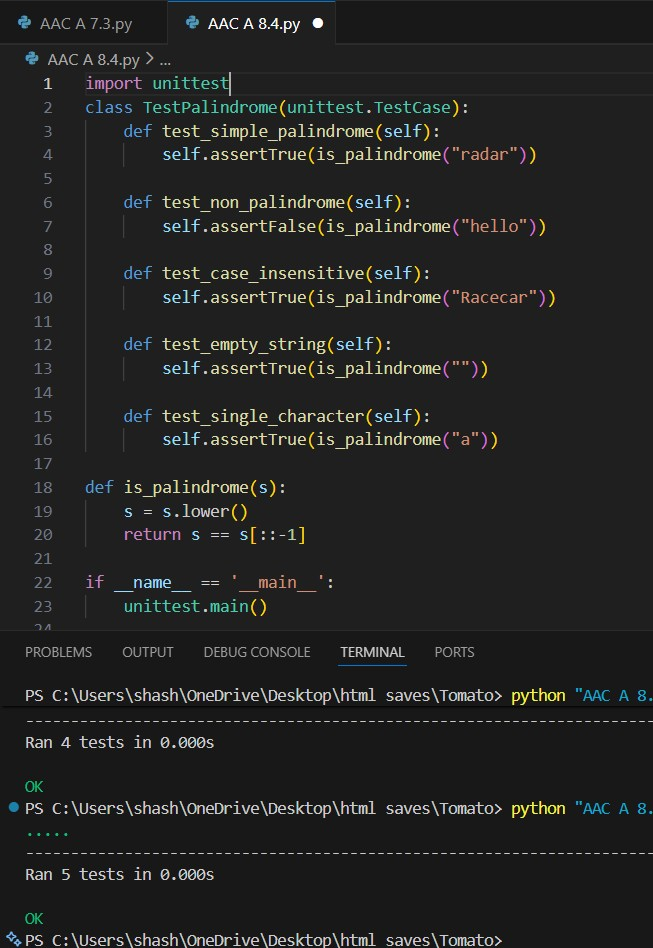 AAC A 7.3.py
AAC A 8.4.py
AAC A 8.4.py > ...
1 import unittest
2 class TestPalindrome(unittest.TestCase):
3 def test_simple_palindrome(self):
4 self.assertTrue(is_palindrome("radar"))
5
6 def test_non_palindrome(self):
7 self.assertFalse(is_palindrome("hello"))
8
9 def test_case_insensitive(self):
10 self.assertTrue(is_palindrome("Racecar"))
11
12 def test_empty_string(self):
13 self.assertTrue(is_palindrome(""))
14
15 def test_single_character(self):
16 self.assertTrue(is_palindrome("a"))
17
18 def is_palindrome(s):
19 s = s.lower()
20 return s == s[::-1]
21
22 if __name__ == '__main__':
23 unittest.main()
24
PROBLEMS OUTPUT DEBUG CONSOLE TERMINAL PORTS
PS C:\Users\shash\OneDrive\Desktop\html saves\Tomato> python "AAC A 8.
----------------------------------------------------------------------
Ran 4 tests in 0.000s
OK
PS C:\Users\shash\OneDrive\Desktop\html saves\Tomato> python "AAC A 8.
.....
----------------------------------------------------------------------
Ran 5 tests in 0.000s
OK
PS C:\Users\shash\OneDrive\Desktop\html saves\Tomato>